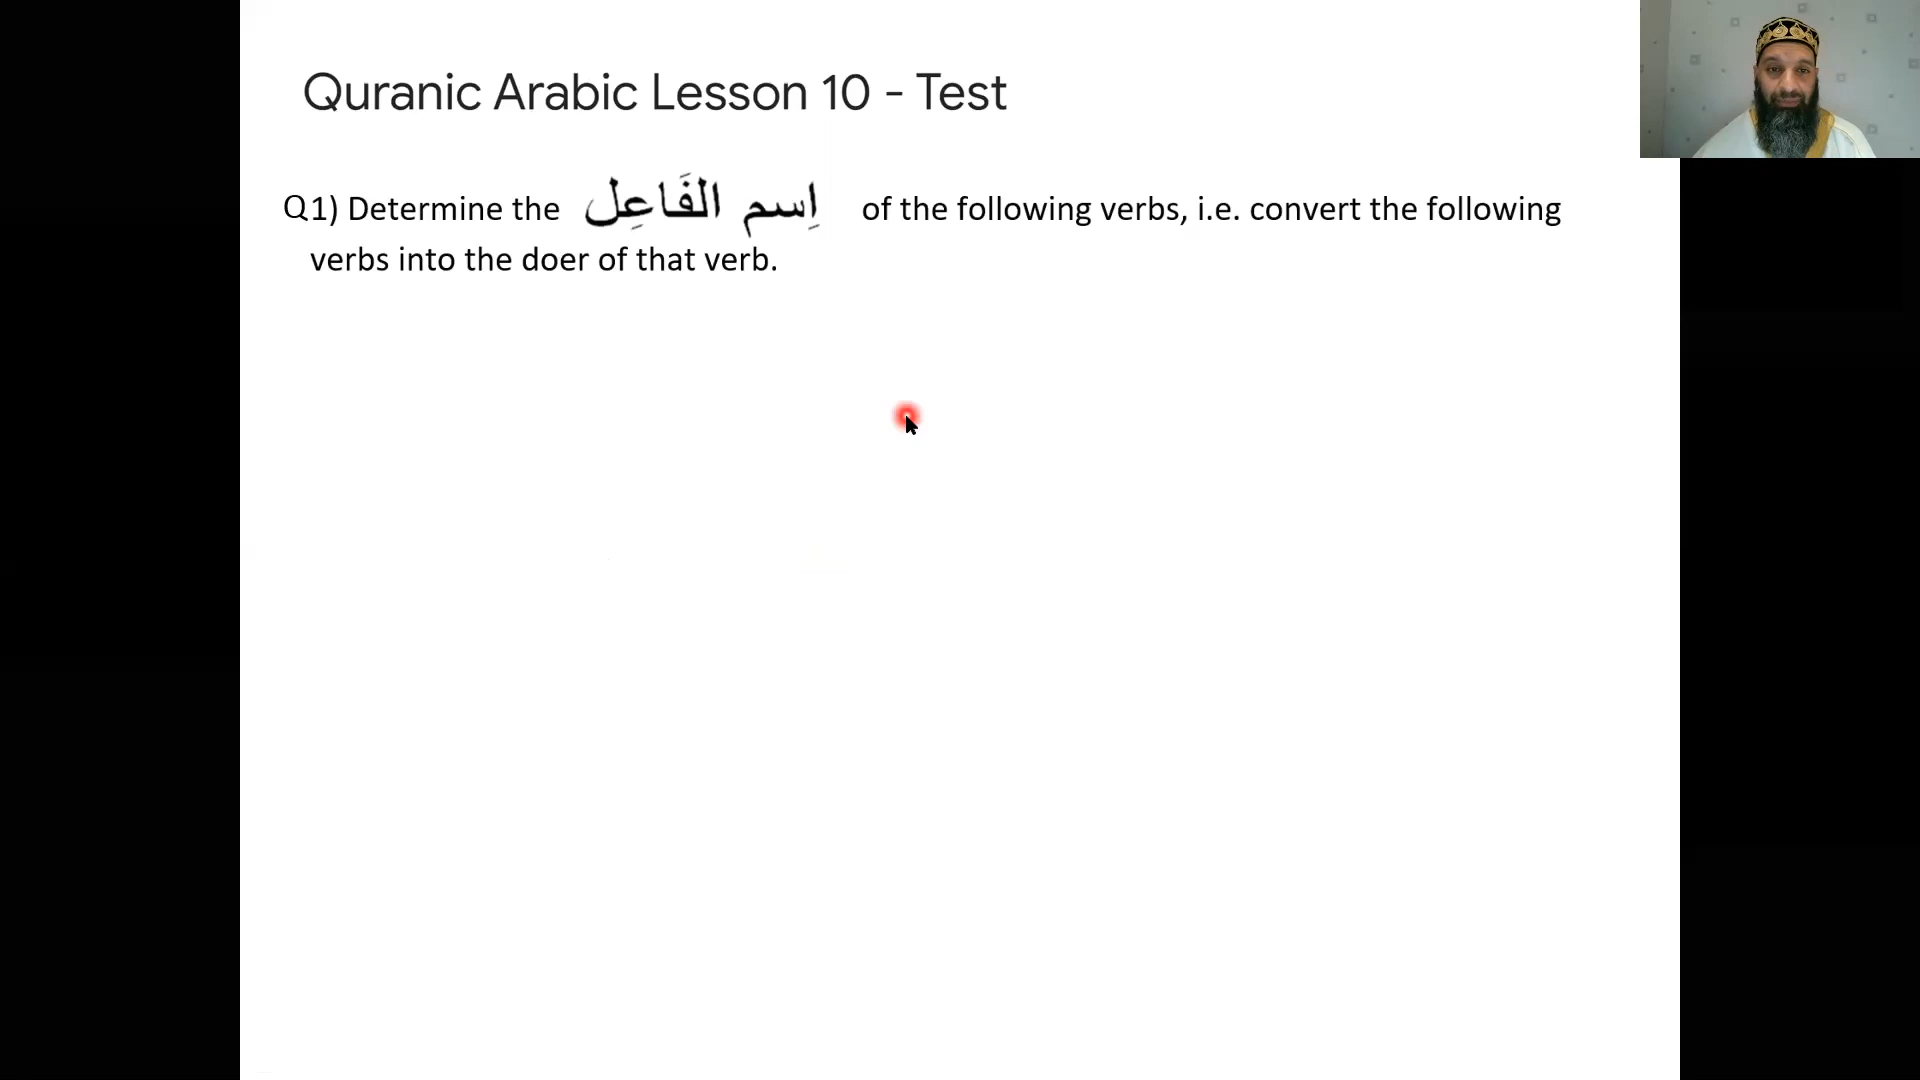 Quranic Arabic Lesson 10 - Test
Q1) Determine the اِسم الفَاعِل of the following verbs, i.e. convert the following
verbs into the doer of that verb.